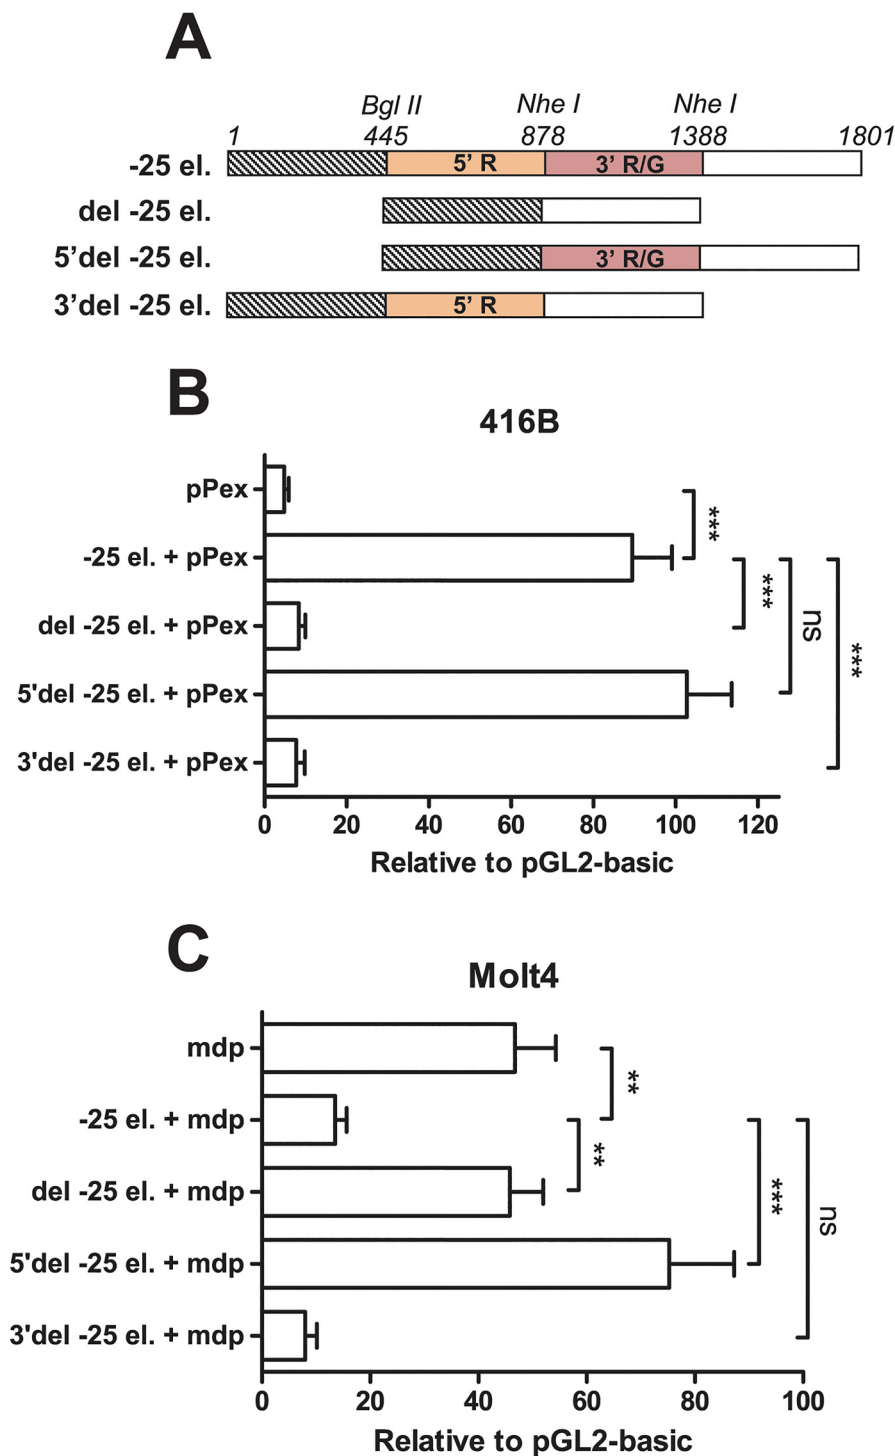 A
Bgl II Nhe I Nhe I
1 445 878 1388 1801
-25 el. 5’ R 3’ R/G
del -25 el.
5’del -25 el. 3’ R/G
3’del -25 el. 5’ R
B
416B
pPex
***
-25 el. + pPex
***
del -25 el. + pPex
ns
***
5'del -25 el. + pPex
3'del -25 el. + pPex
0 20 40 60 80 100 120
Relative to pGL2-basic
C
Molt4
mdp
**
-25 el. + mdp
**
del -25 el. + mdp
***
ns
5'del -25 el. + mdp
3'del -25 el. + mdp
0 20 40 60 80 100
Relative to pGL2-basic